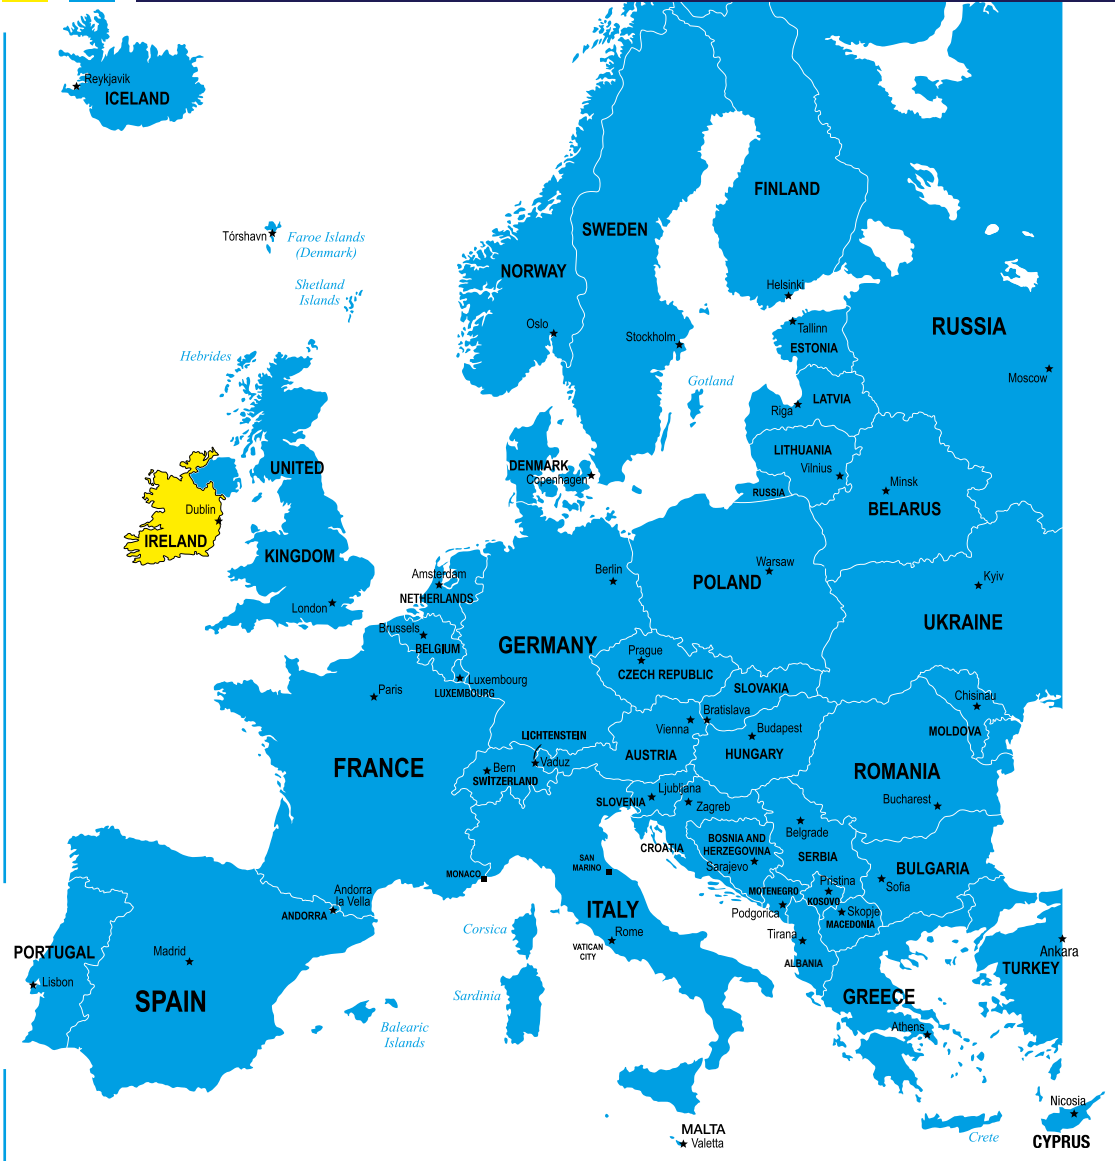 Reykjavik
ICELAND
FINLAND
SWEDEN
Tórshavn
Faroe Islands
(Denmark)
NORWAY
Shetland
Islands
Helsinki
Oslo
Tallinn
RUSSIA
Stockholm
ESTONIA
Hebrides
Moscow
Gotland
LATVIA
Riga
LITHUANIA
UNITED
DENMARK
Vilnius
Copenhagen
Minsk
RUSSIA
Dublin
BELARUS
IRELAND
KINGDOM
Warsaw
Berlin
Amsterdam
POLAND
Kyiv
NETHERLANDS
London
UKRAINE
Brussels
GERMANY
BELGIUM
Prague
CZECH REPUBLIC
Luxembourg
SLOVAKIA
Paris
LUXEMBOURG
Chisinau
Bratislava
Vienna
Budapest
MOLDOVA
LICHTENSTEIN
AUSTRIA
HUNGARY
Vaduz
FRANCE
Bern
ROMANIA
SWITZERLAND
Ljubljana
SLOVENIA
Zagreb
Bucharest
Belgrade
BOSNIA AND
HERZEGOVINA
CROATIA
SERBIA
SAN
MARINO
Sarajevo
BULGARIA
MONACO
Pristina
Sofia
Andorra
la Vella
MOTENEGRO
KOSOVO
ANDORRA
ITALY
Podgorica
Skopje
MACEDONIA
Corsica
Rome
Tirana
VATICAN
CITY
PORTUGAL
Madrid
Ankara
ALBANIA
TURKEY
Lisbon
Sardinia
GREECE
SPAIN
Balearic
Islands
Athens
Nicosia
MALTA
Valetta
Crete
CYPRUS